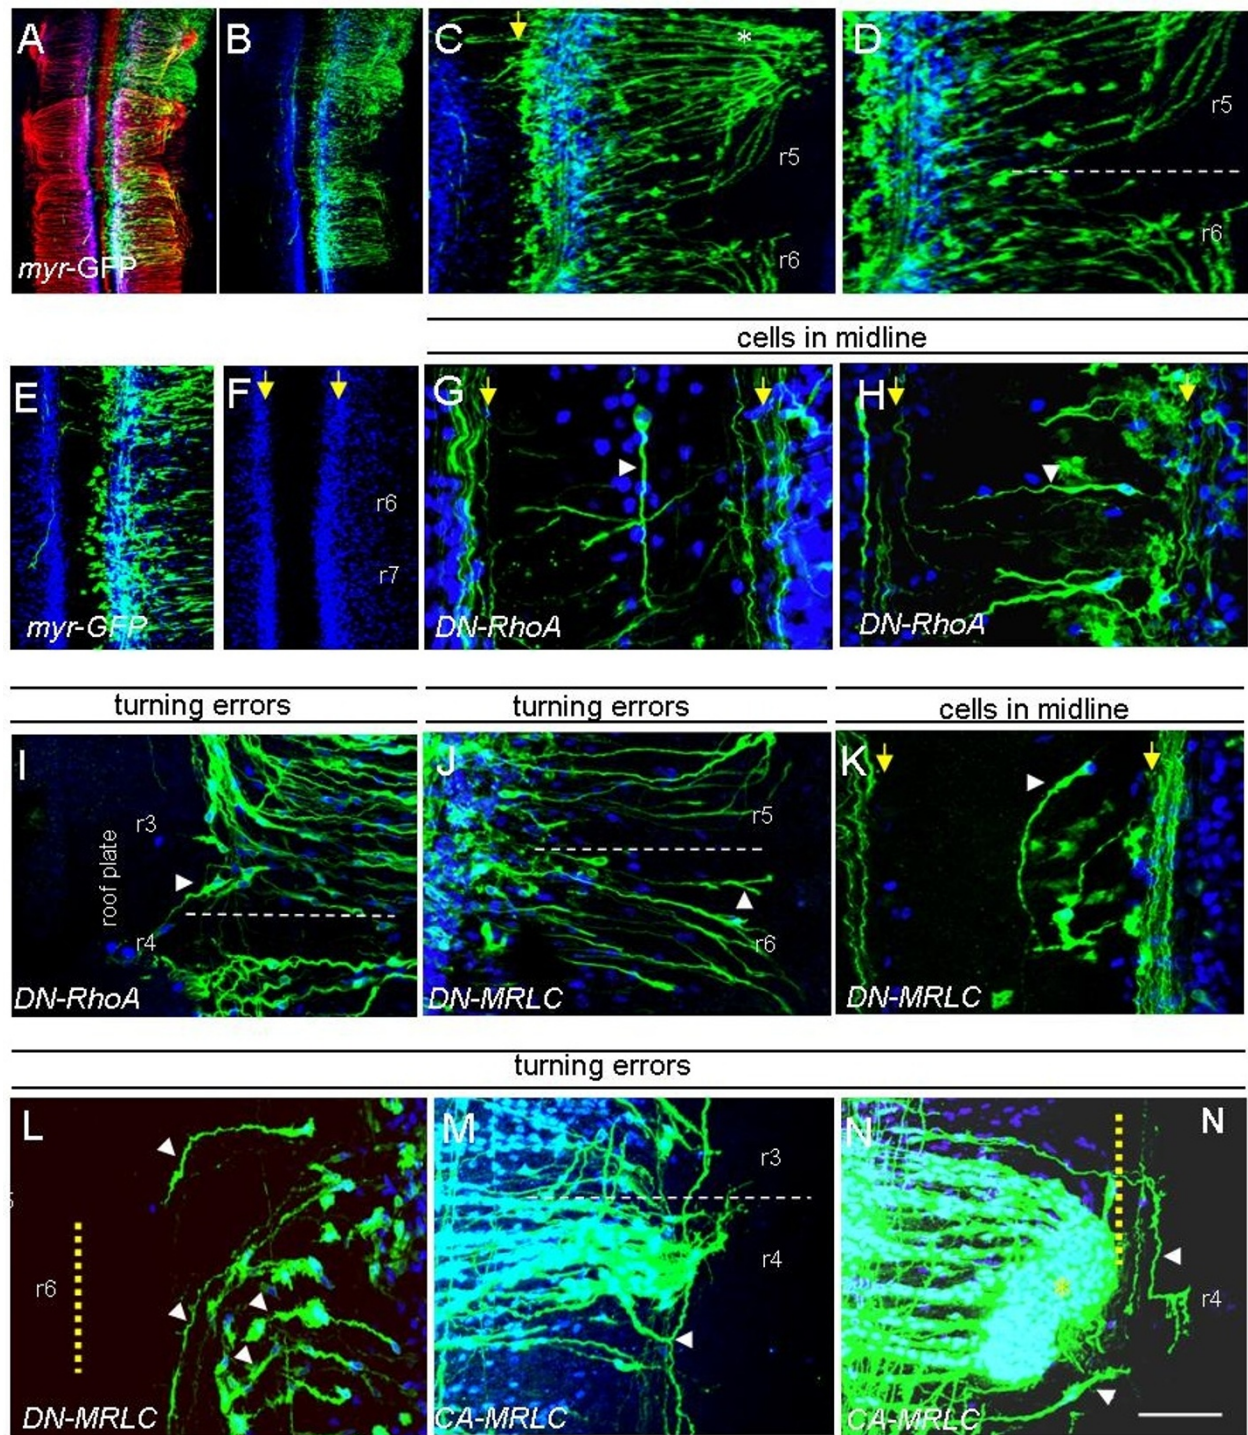 A
B
C
D
*
r5
r5
r6
r6
myr-GFP
cells in midline
E
F
G
H
r6
r7
myr-GFP
DN-RhoA
DN-RhoA
turning errors
turning errors
cells in midline
I
J
K
r3
roof plate
r4
r5
r6
DN-RhoA
DN-MRLC
DN-MRLC
turning errors
L
M
N
N
r3
r6
r4
r4
*
DN-MRLC
CA-MRLC
CA-MRLC